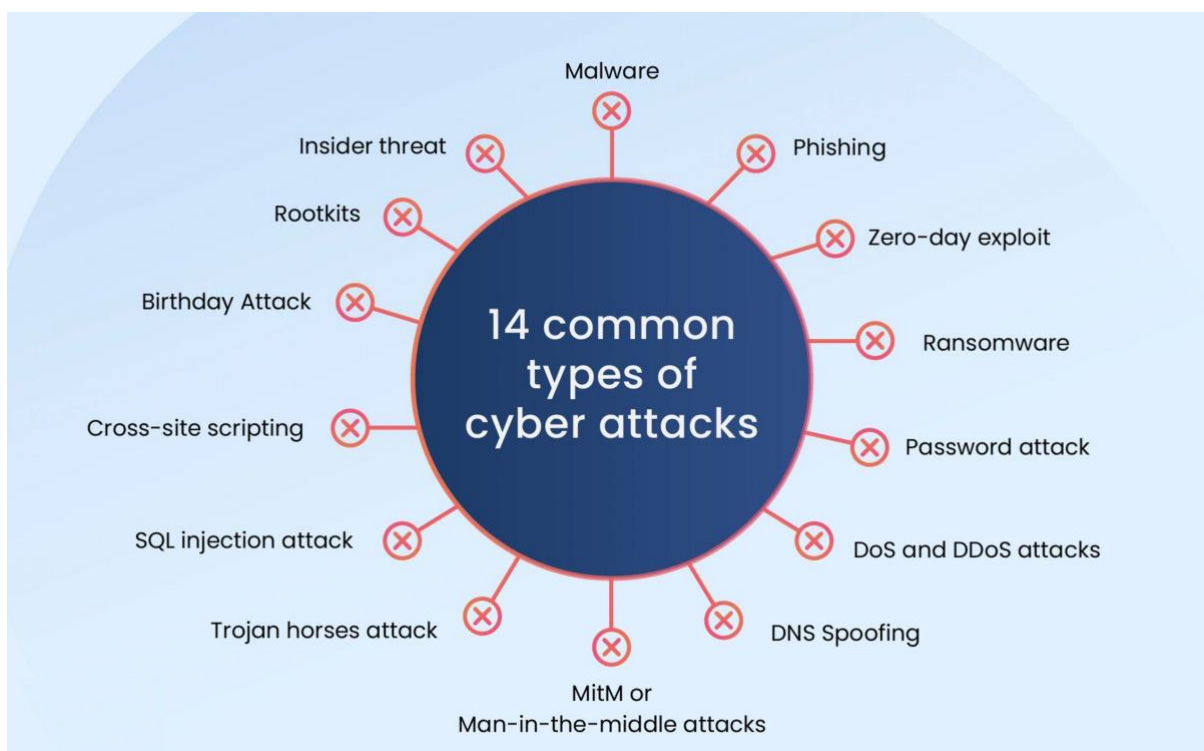 Malware
Insider threat
Phishing
Rootkits
Zero-day exploit
Birthday Attack
14 common
types of
cyber attacks
Ransomware
Cross-site scripting
Password attack
SQL injection attack
DoS and DDoS attacks
Trojan horses attack
DNS Spoofing
MitM or
Man-in-the-middle attacks